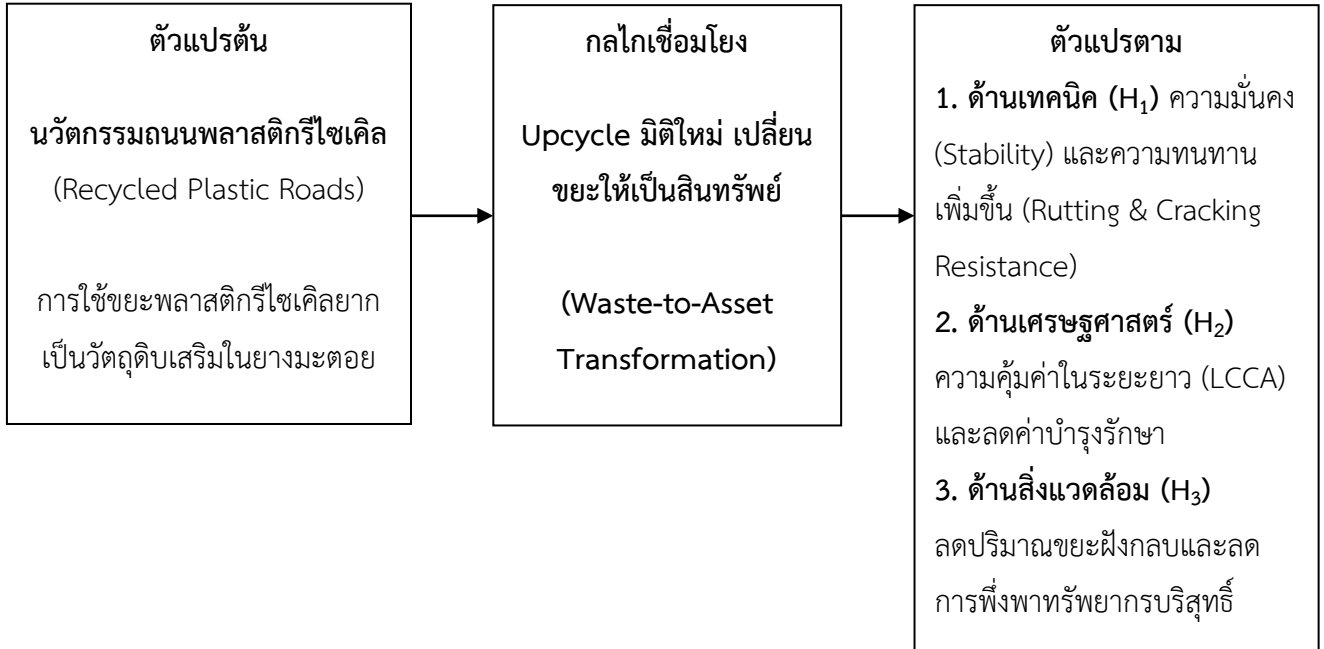 ตัวแปรต้น
นวัตกรรมถนนพลาสติกรีไซเคิล
(Recycled Plastic Roads)
การใช้ขยะพลาสติกรีไซเคิลยาก
เป็นวัตถุดิบเสริมในยางมะตอย
กลไกเชื่อมโยง
Upcycle มิติใหม่ เปลี่ยน
ขยะให้เป็นสินทรัพย์
(Waste-to-Asset
Transformation)
ตัวแปรตาม
1. ด้านเทคนิค (H₁) ความมั่นคง
(Stability) และความทนทาน
เพิ่มขึ้น (Rutting & Cracking
Resistance)
2. ด้านเศรษฐศาสตร์ (H₂)
ความคุ้มค่าในระยะยาว (LCCA)
และลดค่าบำรุงรักษา
3. ด้านสิ่งแวดล้อม (H₃)
ลดปริมาณขยะฝังกลบและลด
การพึ่งพาทรัพยากรบริสุทธิ์